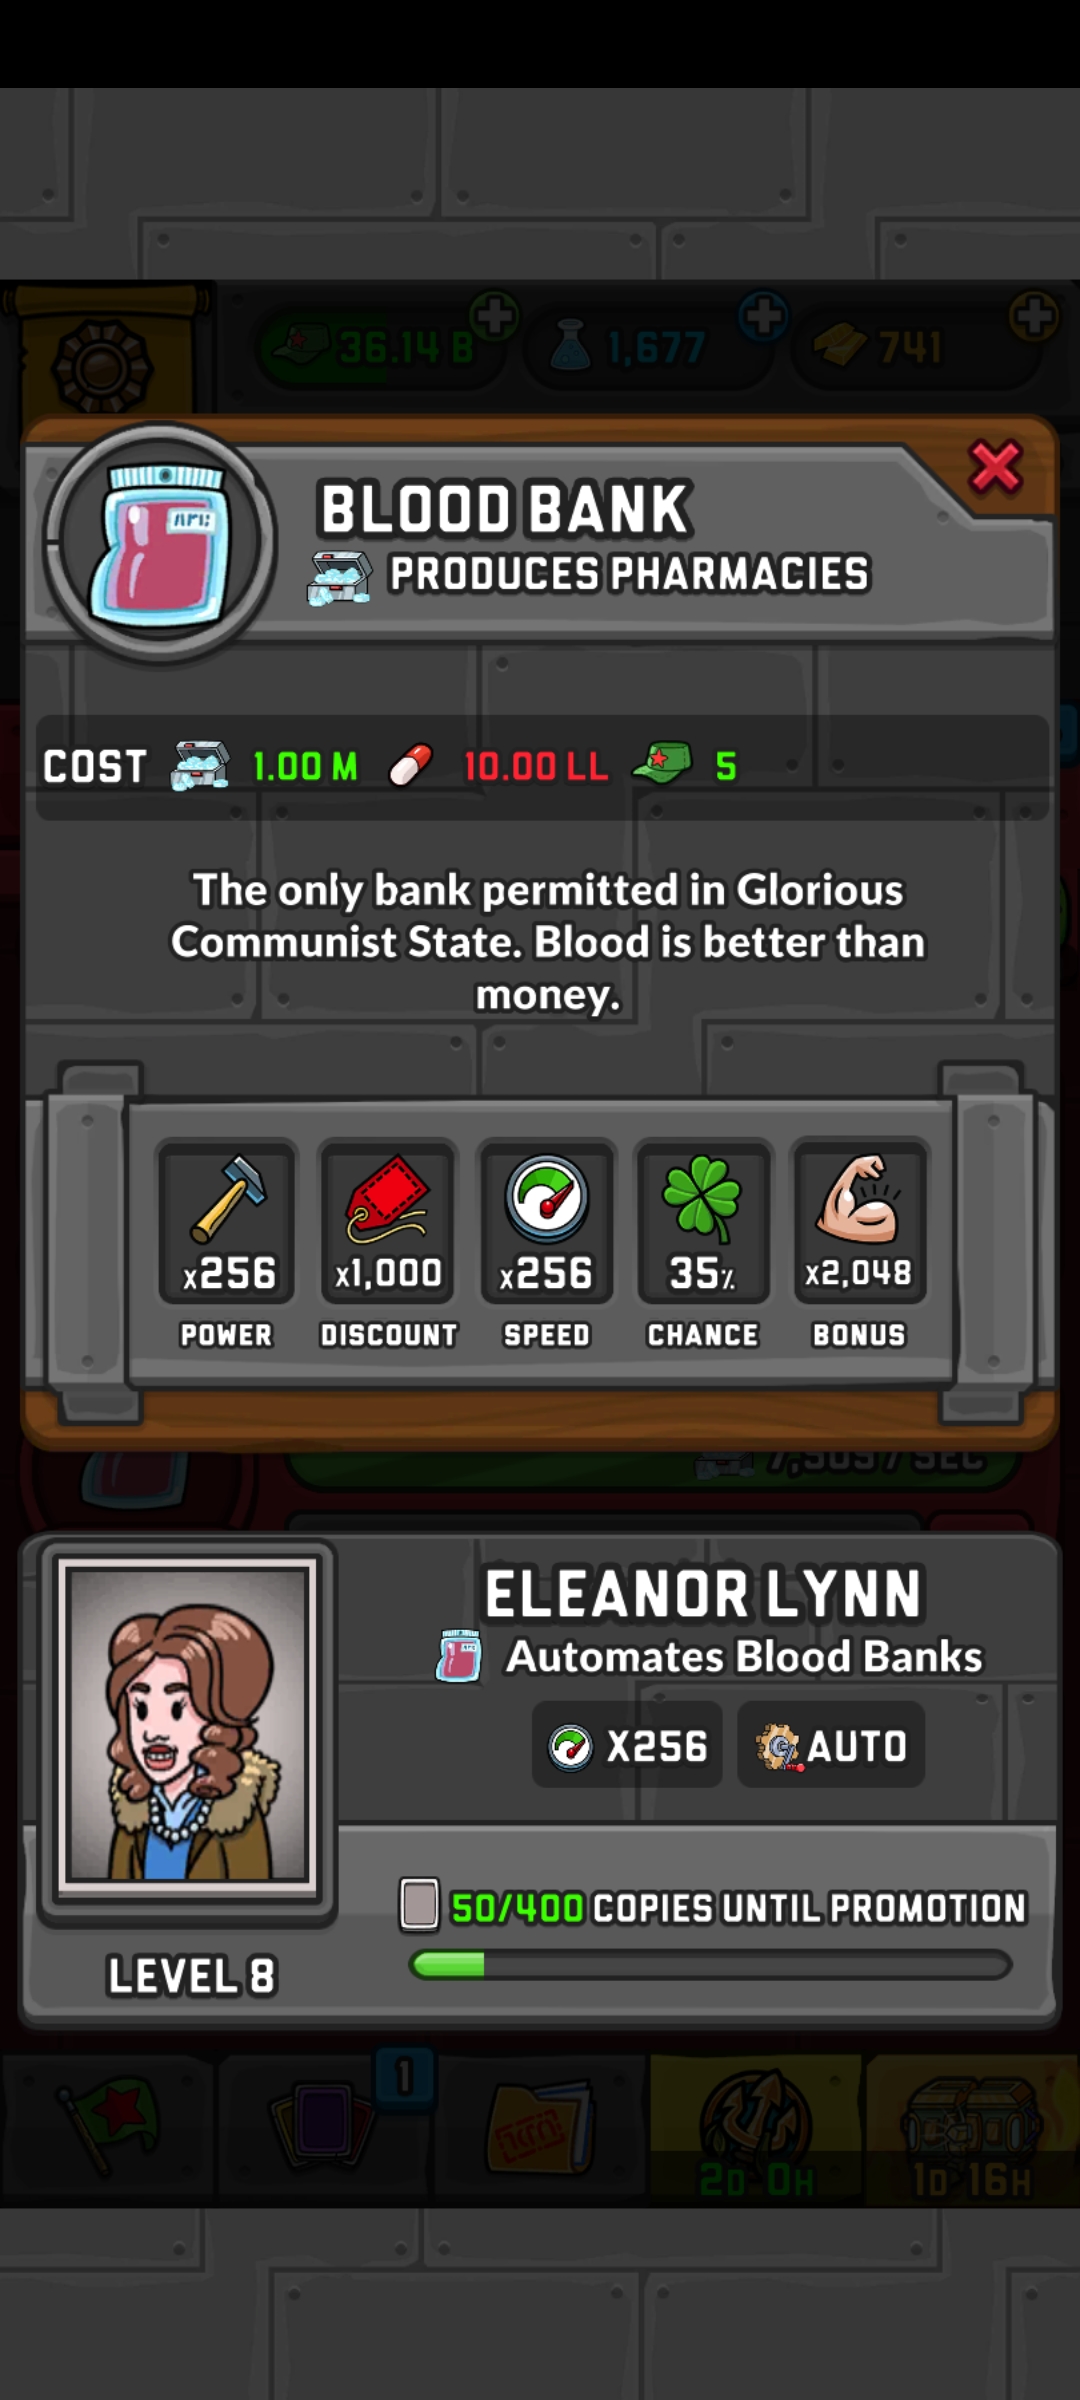 36.14 B 1,677 741
BLOOD BANK
PRODUCES PHARMACIES
COST 1.00 M 10.00 LL 5
The only bank permitted in Glorious
Communist State. Blood is better than
money.
x256 x1,000 x256 35% x2,048
POWER DISCOUNT SPEED CHANCE BONUS
/ SEC
ELEANOR LYNN
Automates Blood Banks
X256 AUTO
50/400 COPIES UNTIL PROMOTION
LEVEL 8
1
2D 0H 1D 16H